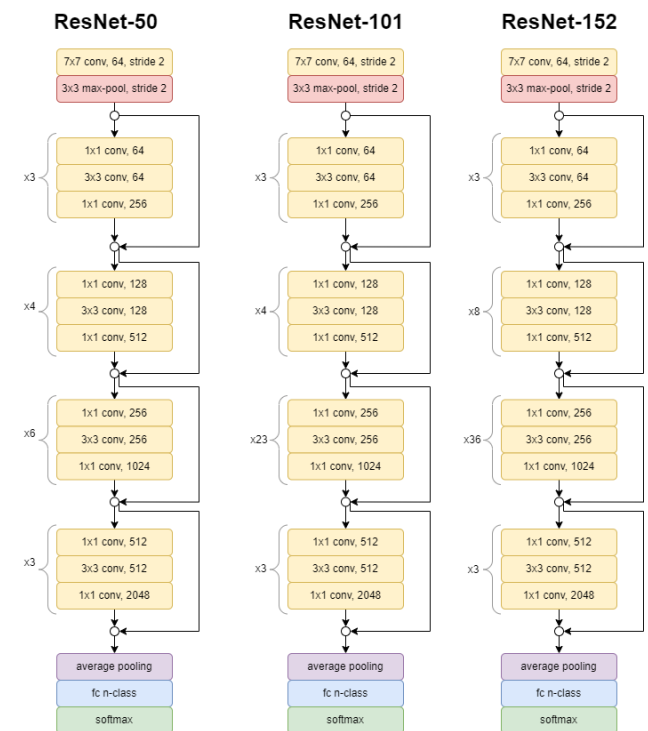 ResNet-50
7x7 conv, 64, stride 2
3x3 max-pool, stride 2
x3
1x1 conv, 64
3x3 conv, 64
1x1 conv, 256
x4
1x1 conv, 128
3x3 conv, 128
1x1 conv, 512
x6
1x1 conv, 256
3x3 conv, 256
1x1 conv, 1024
x3
1x1 conv, 512
3x3 conv, 512
1x1 conv, 2048
average pooling
fc n-class
softmax
ResNet-101
7x7 conv, 64, stride 2
3x3 max-pool, stride 2
x3
1x1 conv, 64
3x3 conv, 64
1x1 conv, 256
x4
1x1 conv, 128
3x3 conv, 128
1x1 conv, 512
x23
1x1 conv, 256
3x3 conv, 256
1x1 conv, 1024
x3
1x1 conv, 512
3x3 conv, 512
1x1 conv, 2048
average pooling
fc n-class
softmax
ResNet-152
7x7 conv, 64, stride 2
3x3 max-pool, stride 2
x3
1x1 conv, 64
3x3 conv, 64
1x1 conv, 256
x8
1x1 conv, 128
3x3 conv, 128
1x1 conv, 512
x36
1x1 conv, 256
3x3 conv, 256
1x1 conv, 1024
x3
1x1 conv, 512
3x3 conv, 512
1x1 conv, 2048
average pooling
fc n-class
softmax